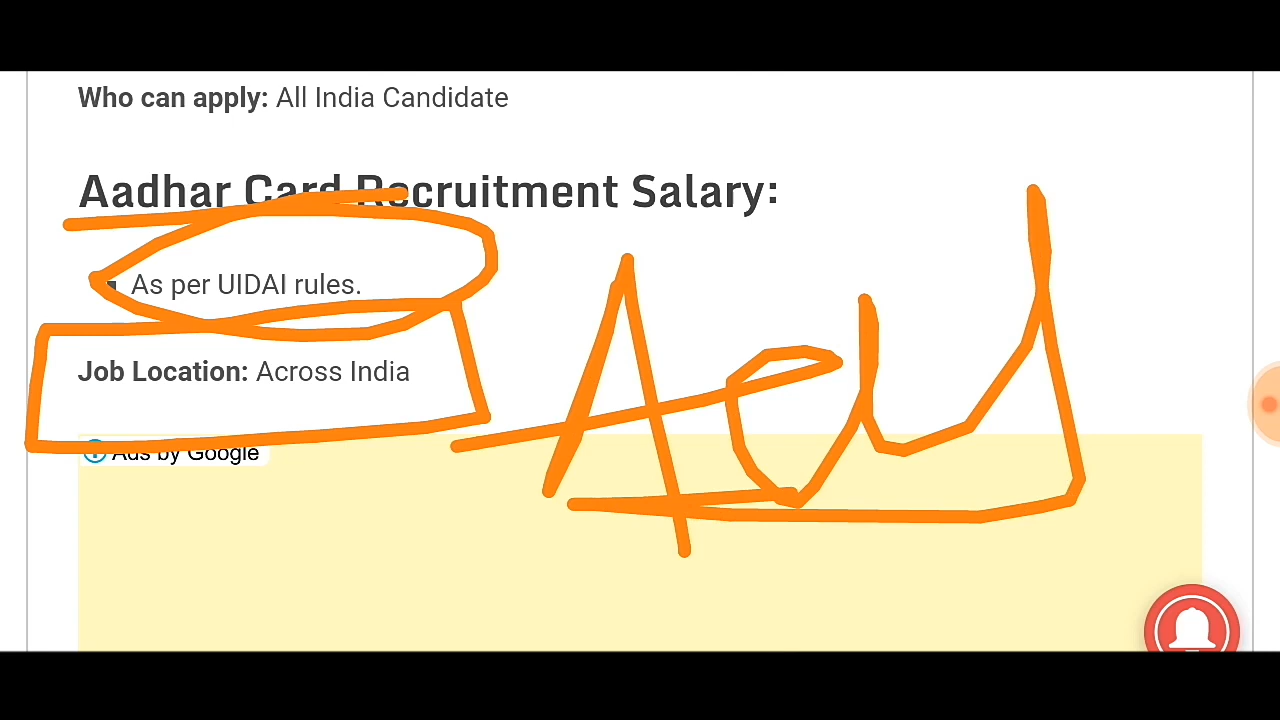 Who can apply: All India Candidate
Aadhar Card Recruitment Salary:
As per UIDAI rules.
Job Location: Across India
Ads by Google